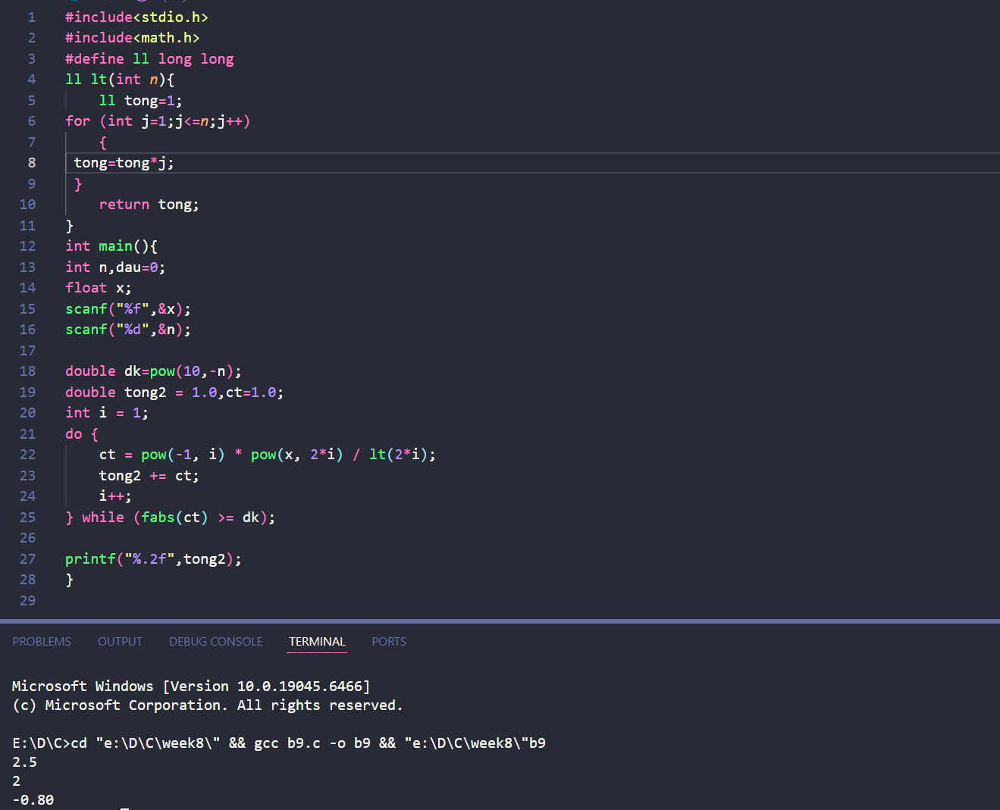 1 #include<stdio.h>
2 #include<math.h>
3 #define ll long long
4 ll lt(int n){
5     ll tong=1;
6 for (int j=1;j<=n;j++)
7     {
8  tong=tong*j;
9  }
10     return tong;
11 }
12 int main(){
13 int n,dau=0;
14 float x;
15 scanf("%f",&x);
16 scanf("%d",&n);
17
18 double dk=pow(10,-n);
19 double tong2 = 1.0,ct=1.0;
20 int i = 1;
21 do {
22     ct = pow(-1, i) * pow(x, 2*i) / lt(2*i);
23     tong2 += ct;
24     i++;
25 } while (fabs(ct) >= dk);
26
27 printf("%.2f",tong2);
28 }
29
PROBLEMS OUTPUT DEBUG CONSOLE TERMINAL PORTS
Microsoft Windows [Version 10.0.19045.6466]
(c) Microsoft Corporation. All rights reserved.
E:\D\C>cd "e:\D\C\week8\" && gcc b9.c -o b9 && "e:\D\C\week8\"b9
2.5
2
-0.80